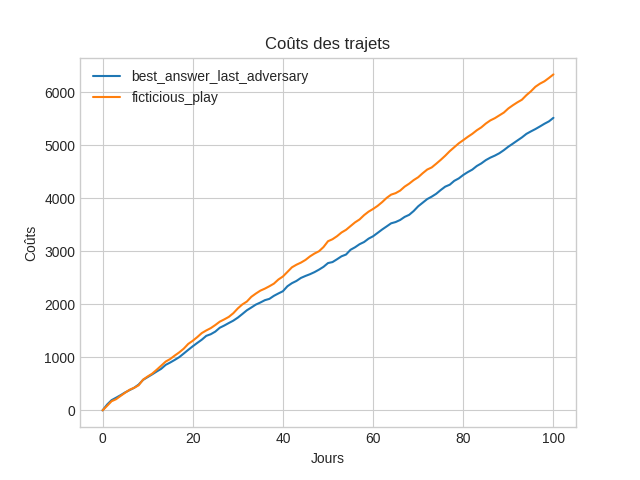 Coûts des trajets
best_answer_last_adversary
ficticious_play
Coûts
6000
5000
4000
3000
2000
1000
0
0 20 40 60 80 100
Jours